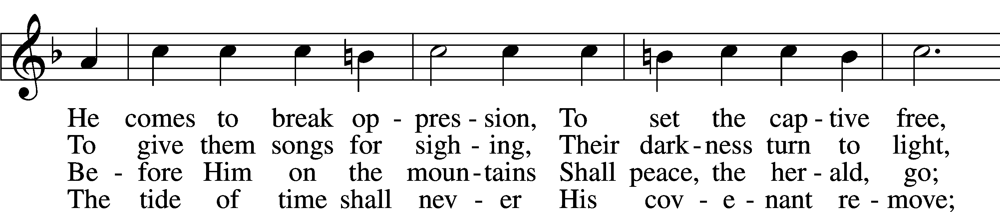 He comes to break op - pres - sion, To set the cap - tive free,
To give them songs for sigh - ing, Their dark - ness turn to light,
Be - fore Him on the moun - tains Shall peace, the her - ald, go;
The tide of time shall nev - er His cov - e - nant re - move;